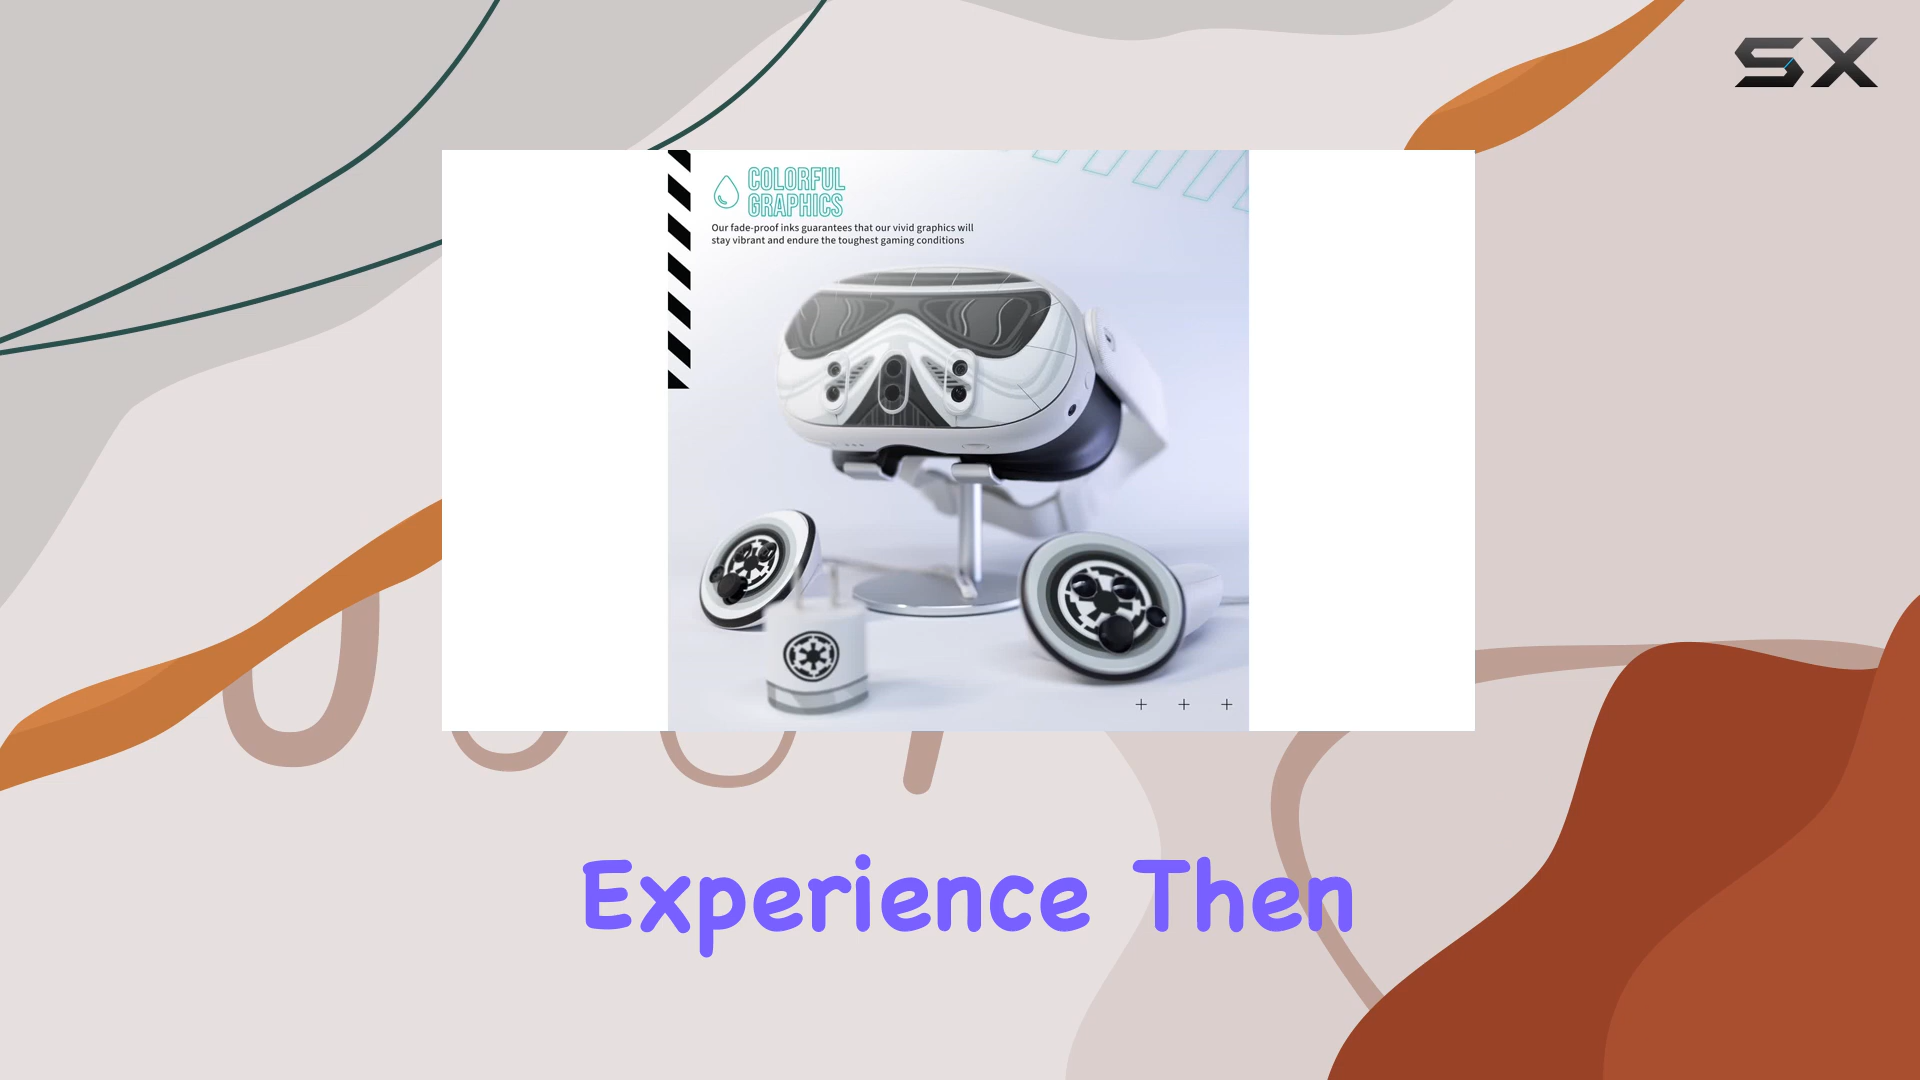 SX
COLORFUL
GRAPHICS
Our fade-proof inks guarantees that our vivid graphics will
stay vibrant and endure the toughest gaming conditions
Experience Then